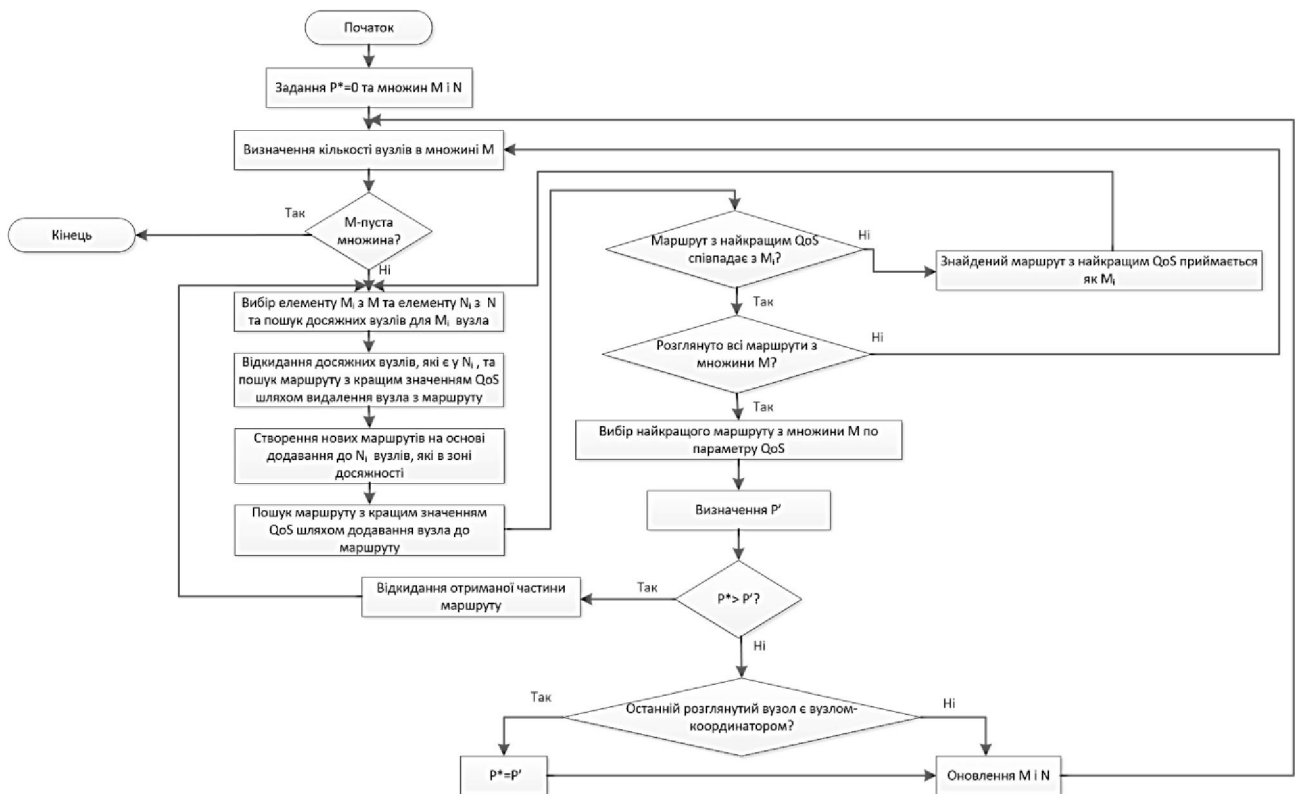 Початок
Задання P*=0 та множин M і N
Визначення кількості вузлів в множині M
Так
М-пуста
множина?
Кінець
Ні
Вибір елементу Mᵢ з M та елементу Nᵢ з N
та пошук досяжних вузлів для Mᵢ вузла
Відкидання досяжних вузлів, які є у Nᵢ , та
пошук маршруту з кращим значенням QoS
шляхом видалення вузла з маршруту
Створення нових маршрутів на основі
додавання до Nᵢ вузлів, які в зоні
досяжності
Пошук маршруту з кращим значенням
QoS шляхом додавання вузла до
маршруту
Маршрут з найкращим QoS
співпадає з Mᵢ?
Ні
Знайдений маршрут з найкращим QoS приймається
як Mᵢ
Так
Розглянуто всі маршрути з
множини M?
Ні
Так
Вибір найкращого маршруту з множини M по
параметру QoS
Визначення P'
P*> P'?
Так
Відкидання отриманої частини
маршруту
Ні
Останній розглянутий вузол є вузлом-
координатором?
Так
Ні
P*=P'
Оновлення M і N